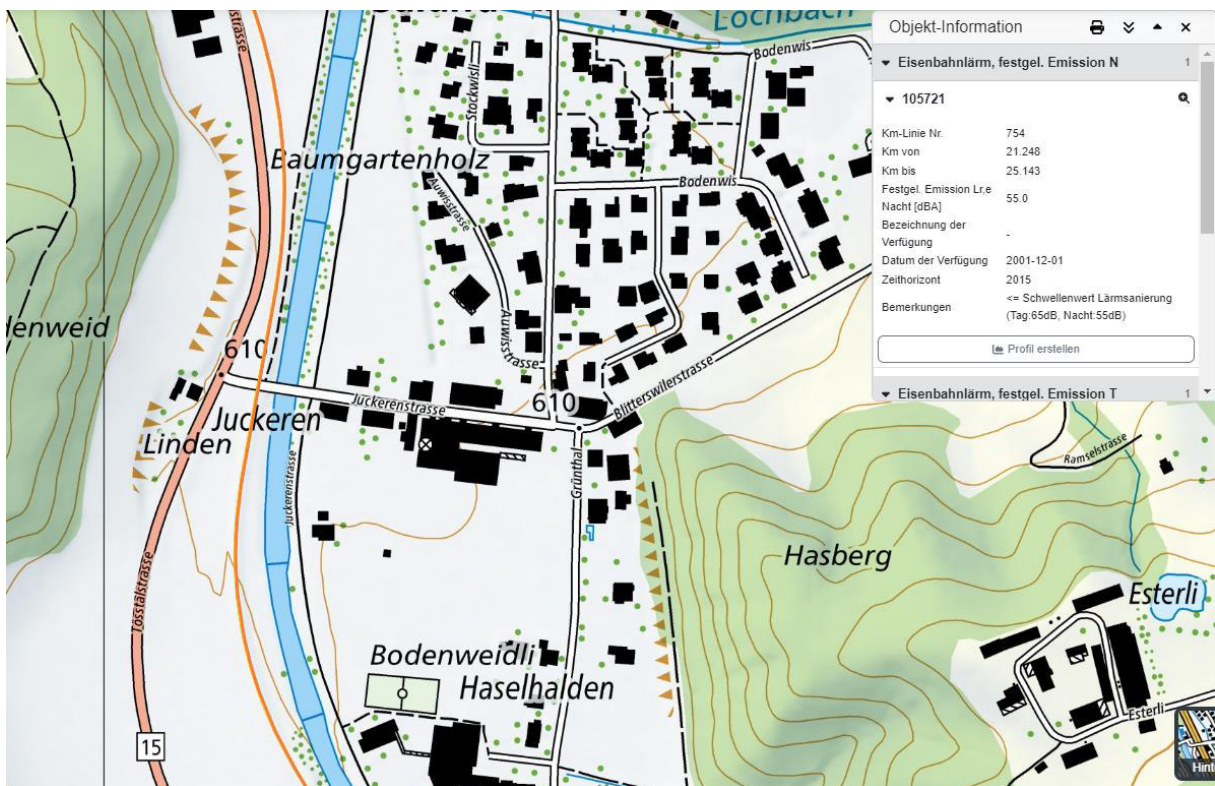 Lochbach
Bodenwis
Tösstalstrasse
Stockwisli
Baumgartenholz
Auwisstrasse
Bodenwis
Auwisstrasse
denweid
610
Juckeren
Linden
Juckerenstrasse
610
Blitterswilerstrasse
Juckerenstrasse
Grünthal
Ramselstrasse
Hasberg
Esterli
Tösstalstrasse
Bodenweidli
Haselhalden
Esterli
15
Objekt-Information
Eisenbahnlärm, festgel. Emission N 1
105721
Km-Linie Nr. 754
Km von 21.248
Km bis 25.143
Festgel. Emission Lr,e
Nacht [dBA] 55.0
Bezeichnung der
Verfügung -
Datum der Verfügung 2001-12-01
Zeithorizont 2015
Bemerkungen <= Schwellenwert Lärmsanierung
(Tag:65dB, Nacht:55dB)
Profil erstellen
Eisenbahnlärm, festgel. Emission T 1
Hint